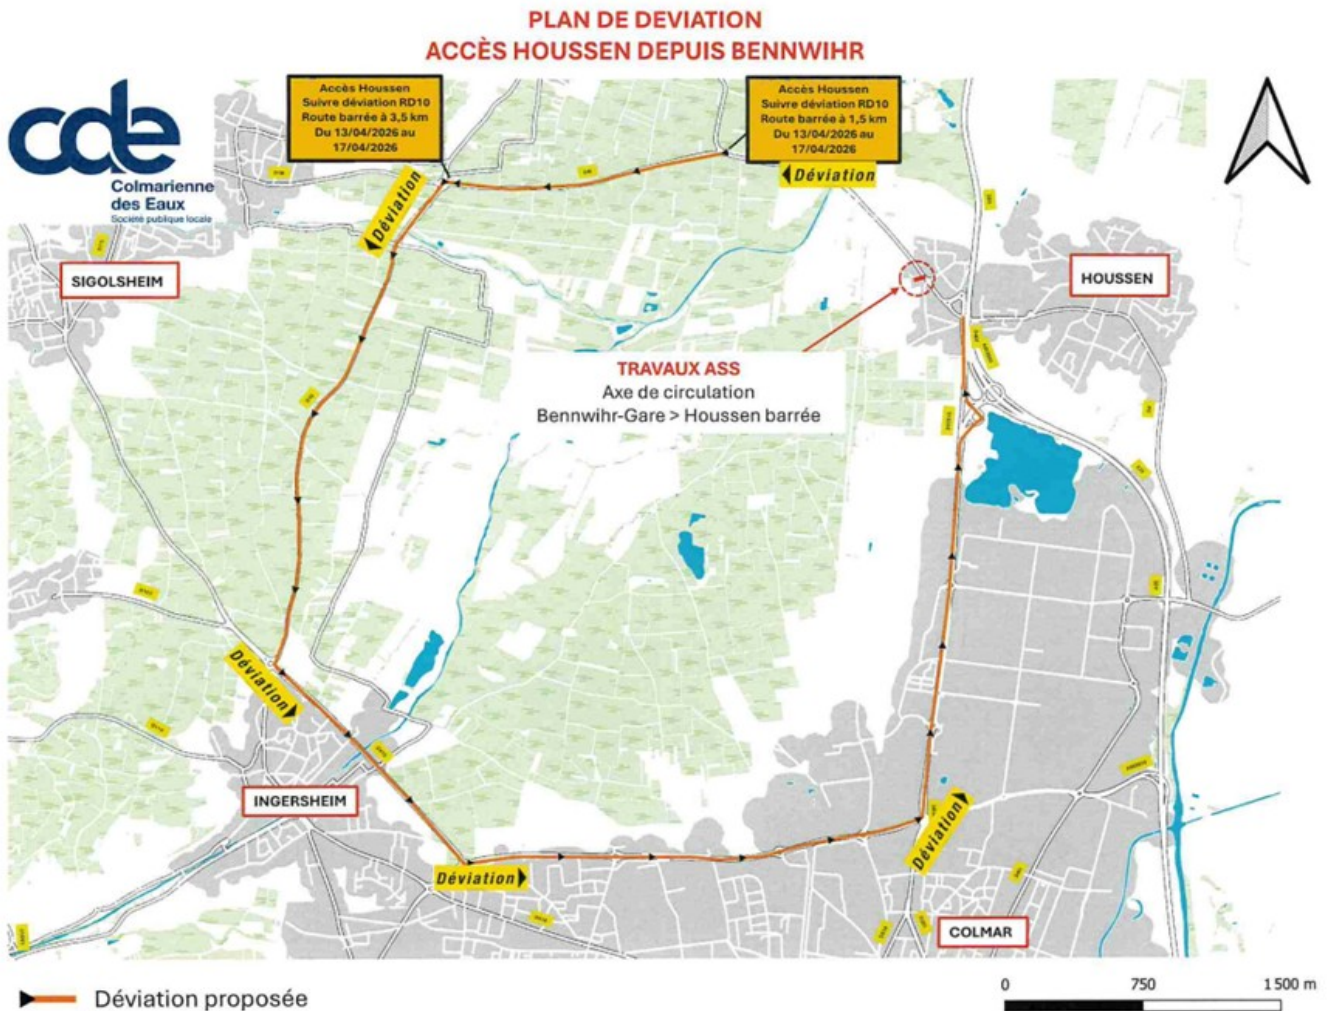 PLAN DE DEVIATION
ACCÈS HOUSSEN DEPUIS BENNWIHR
cde
Colmarienne
des Eaux
Société publique locale
Accès Houssen
Suivre déviation RD10
Route barrée à 3,5 km
Du 13/04/2026 au
17/04/2026
Accès Houssen
Suivre déviation RD10
Route barrée à 1,5 km
Du 13/04/2026 au
17/04/2026
Déviation
Déviation
SIGOLSHEIM
HOUSSEN
TRAVAUX ASS
Axe de circulation
Bennwihr-Gare > Houssen barrée
Déviation
INGERSHEIM
Déviation
Déviation
COLMAR
Déviation proposée
0 750 1 500 m